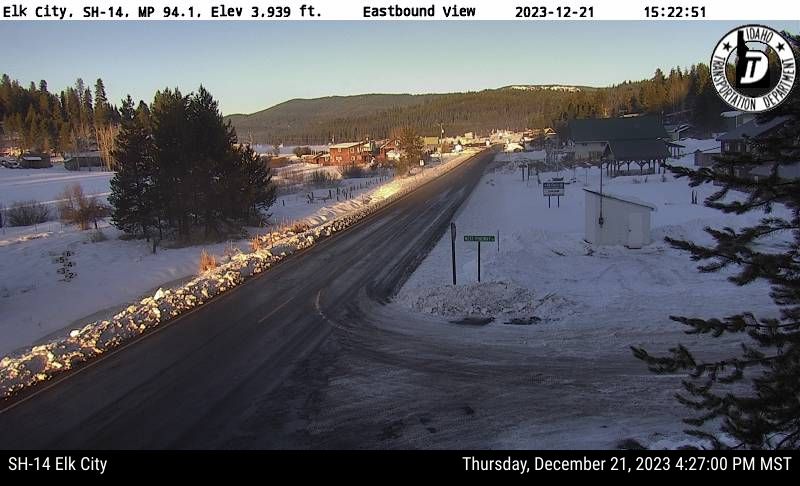 Elk City, SH-14, MP 94.1, Elev 3,939 ft. Eastbound View 2023-12-21 15:22:51
IDAHO
TRANSPORTATION DEPARTMENT
SH-14 Elk City Thursday, December 21, 2023 4:27:00 PM MST